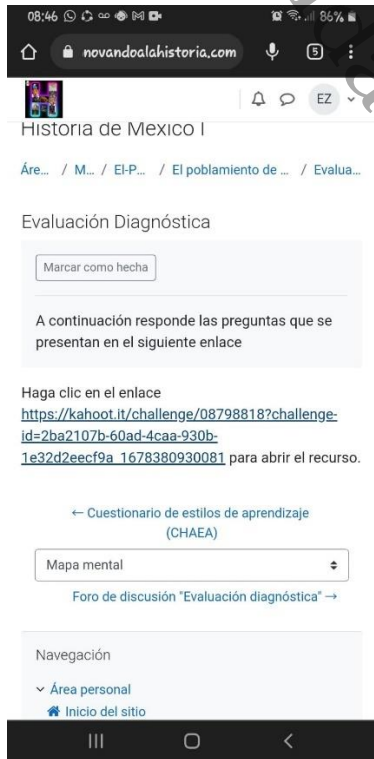 08:46 86%
novandoalahistoria.com 5
EZ
Historia de México I
Áre... / M... / El-P... / El poblamiento de ... / Evalua...
Evaluación Diagnóstica
Marcar como hecha
A continuación responde las preguntas que se
presentan en el siguiente enlace
Haga clic en el enlace
https://kahoot.it/challenge/08798818?challenge-
id=2ba2107b-60ad-4caa-930b-
1e32d2eecf9a_1678380930081 para abrir el recurso.
← Cuestionario de estilos de aprendizaje
(CHAEA)
Mapa mental
Foro de discusión "Evaluación diagnóstica" →
Navegación
Área personal
Inicio del sitio